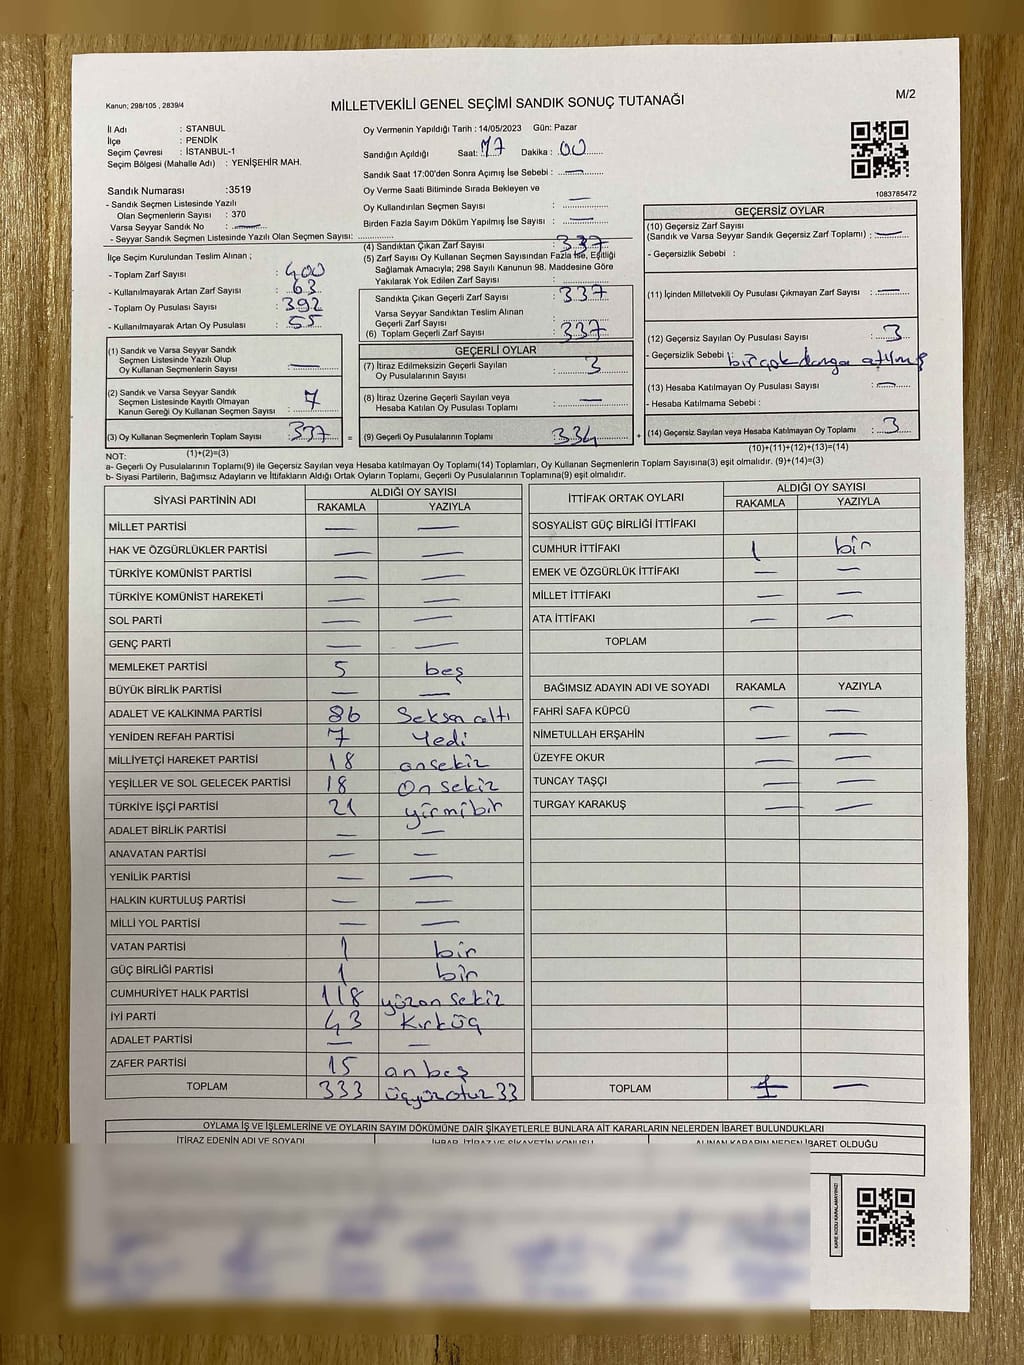 Kanun; 298/105 , 2839/4
MİLLETVEKİLİ GENEL SEÇİMİ SANDIK SONUÇ TUTANAĞI
M/2
İl Adı : STANBUL
İlçe : PENDİK
Seçim Çevresi : İSTANBUL-1
Seçim Bölgesi (Mahalle Adı) : YENİŞEHİR MAH.
Oy Vermenin Yapıldığı Tarih : 14/05/2023 Gün: Pazar
Sandığın Açıldığı Saat: 17 Dakika : 00
Sandık Saat 17:00'den Sonra Açımış İse Sebebi : —
Oy Verme Saati Bitiminde Sırada Bekleyen ve
Oy Kullandırılan Seçmen Sayısı : —
Birden Fazla Sayım Döküm Yapılmış İse Sayısı : —
1083785472
Sandık Numarası :3519
- Sandık Seçmen Listesinde Yazılı
Olan Seçmenlerin Sayısı : 370
Varsa Seyyar Sandık No : —
- Seyyar Sandık Seçmen Listesinde Yazılı Olan Seçmen Sayısı:
İlçe Seçim Kurulundan Teslim Alınan ;
- Toplam Zarf Sayısı : 400
- Kullanılmayarak Artan Zarf Sayısı : 63
- Toplam Oy Pusulası Sayısı : 392
- Kullanılmayarak Artan Oy Pusulası : 55
(1) Sandık ve Varsa Seyyar Sandık
Seçmen Listesinde Yazılı Olup
Oy Kullanan Seçmenlerin Sayısı : —
(2) Sandık ve Varsa Seyyar Sandık
Seçmen Listesinde Kayıtlı Olmayan
Kanun Gereği Oy Kullanan Seçmen Sayısı : 7
(3) Oy Kullanan Seçmenlerin Toplam Sayısı : 337
(1)+(2)=(3)
(4) Sandıktan Çıkan Zarf Sayısı : 337
(5) Zarf Sayısı Oy Kullanan Seçmen Sayısından Fazla İse, Eşitliği
Sağlamak Amacıyla; 298 Sayılı Kanunun 98. Maddesine Göre
Yakılarak Yok Edilen Zarf Sayısı :
Sandıkta Çıkan Geçerli Zarf Sayısı : 337
Varsa Seyyar Sandıktan Teslim Alınan
Geçerli Zarf Sayısı :
(6) Toplam Geçerli Zarf Sayısı : 337
GEÇERLİ OYLAR
(7) İtiraz Edilmeksizin Geçerli Sayılan
Oy Pusulalarının Sayısı : 3
(8) İtiraz Üzerine Geçerli Sayılan veya
Hesaba Katılan Oy Pusulası Toplamı : —
= (9) Geçerli Oy Pusulalarının Toplamı : 334 +
GEÇERSİZ OYLAR
(10) Geçersiz Zarf Sayısı
(Sandık ve Varsa Seyyar Sandık Geçersiz Zarf Toplamı) : —
- Geçersizlik Sebebi :
(11) İçinden Milletvekili Oy Pusulası Çıkmayan Zarf Sayısı : —
(12) Geçersiz Sayılan Oy Pusulası Sayısı : 3
- Geçersizlik Sebebi : birçok damga atılmış
(13) Hesaba Katılmayan Oy Pusulası Sayısı : —
- Hesaba Katılmama Sebebi :
(14) Geçersiz Sayılan veya Hesaba Katılmayan Oy Toplamı : 3
(10)+(11)+(12)+(13)=(14)
NOT:
a- Geçerli Oy Pusulalarının Toplamı(9) ile Geçersiz Sayılan veya Hesaba katılmayan Oy Toplamı(14) Toplamları, Oy Kullanan Seçmenlerin Toplam Sayısına(3) eşit olmalıdır. (9)+(14)=(3)
b- Siyasi Partilerin, Bağımsız Adayların ve İttifakların Aldığı Ortak Oyların Toplamı, Geçerli Oy Pusulalarının Toplamına(9) eşit olmalıdır.
SİYASİ PARTİNİN ADI ALDIĞI OY SAYISI
RAKAMLA YAZIYLA
MİLLET PARTİSİ — —
HAK VE ÖZGÜRLÜKLER PARTİSİ — —
TÜRKİYE KOMÜNİST PARTİSİ — —
TÜRKİYE KOMÜNİST HAREKETİ — —
SOL PARTİ — —
GENÇ PARTİ — —
MEMLEKET PARTİSİ 5 beş
BÜYÜK BİRLİK PARTİSİ — —
ADALET VE KALKINMA PARTİSİ 86 Seksen altı
YENİDEN REFAH PARTİSİ 7 Yedi
MİLLİYETÇİ HAREKET PARTİSİ 18 onsekiz
YEŞİLLER VE SOL GELECEK PARTİSİ 18 On sekiz
TÜRKİYE İŞÇİ PARTİSİ 21 yirmibir
ADALET BİRLİK PARTİSİ — —
ANAVATAN PARTİSİ — —
YENİLİK PARTİSİ — —
HALKIN KURTULUŞ PARTİSİ — —
MİLLİ YOL PARTİSİ — —
VATAN PARTİSİ 1 bir
GÜÇ BİRLİĞİ PARTİSİ 1 bir
CUMHURİYET HALK PARTİSİ 118 yüzon sekiz
İYİ PARTİ 43 Kırküç
ADALET PARTİSİ — —
ZAFER PARTİSİ 15 on beş
TOPLAM 333 üçyüzotuz 33
İTTİFAK ORTAK OYLARI ALDIĞI OY SAYISI
RAKAMLA YAZIYLA
SOSYALİST GÜÇ BİRLİĞİ İTTİFAKI
CUMHUR İTTİFAKI 1 bir
EMEK VE ÖZGÜRLÜK İTTİFAKI — —
MİLLET İTTİFAKI — —
ATA İTTİFAKI — —
TOPLAM
BAĞIMSIZ ADAYIN ADI VE SOYADI RAKAMLA YAZIYLA
FAHRİ SAFA KÜPCÜ — —
NİMETULLAH ERŞAHİN — —
ÜZEYFE OKUR — —
TUNCAY TAŞÇI — —
TURGAY KARAKUŞ — —
TOPLAM 1 —
OYLAMA İŞ VE İŞLEMLERİNE VE OYLARIN SAYIM DÖKÜMÜNE DAİR ŞİKAYETLERLE BUNLARA AİT KARARLARIN NELERDEN İBARET BULUNDUKLARI
İTİRAZ EDENİN ADI VE SOYADI İHBAR, İTİRAZ VE ŞİKAYETİN KONUSU ALINAN KARARIN NEDEN İBARET OLDUĞU
KARE KODU KARALAMAYINIZ!